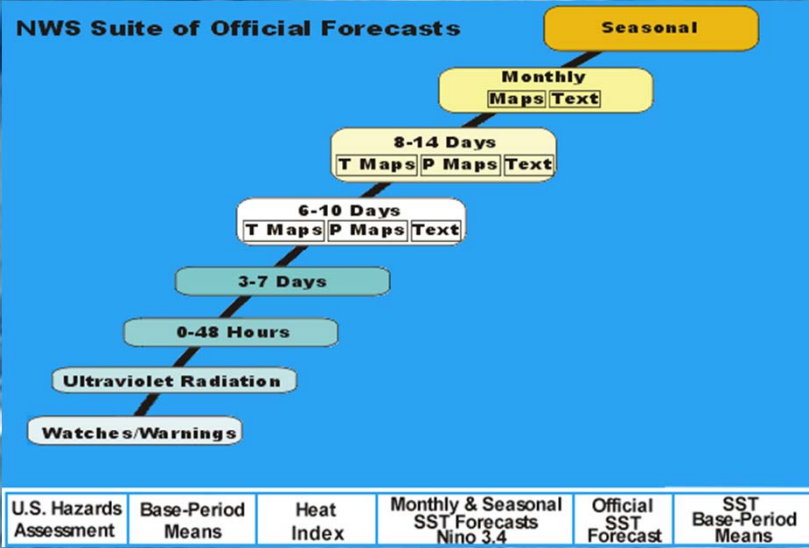 NWS Suite of Official Forecasts
Seasonal
Monthly
Maps Text
8-14 Days
T Maps P Maps Text
6-10 Days
T Maps P Maps Text
3-7 Days
0-48 Hours
Ultraviolet Radiation
Watches/Warnings
U.S. Hazards
Assessment
Base-Period
Means
Heat
Index
Monthly & Seasonal
SST Forecasts
Nino 3.4
Official
SST
Forecast
SST
Base-Period
Means